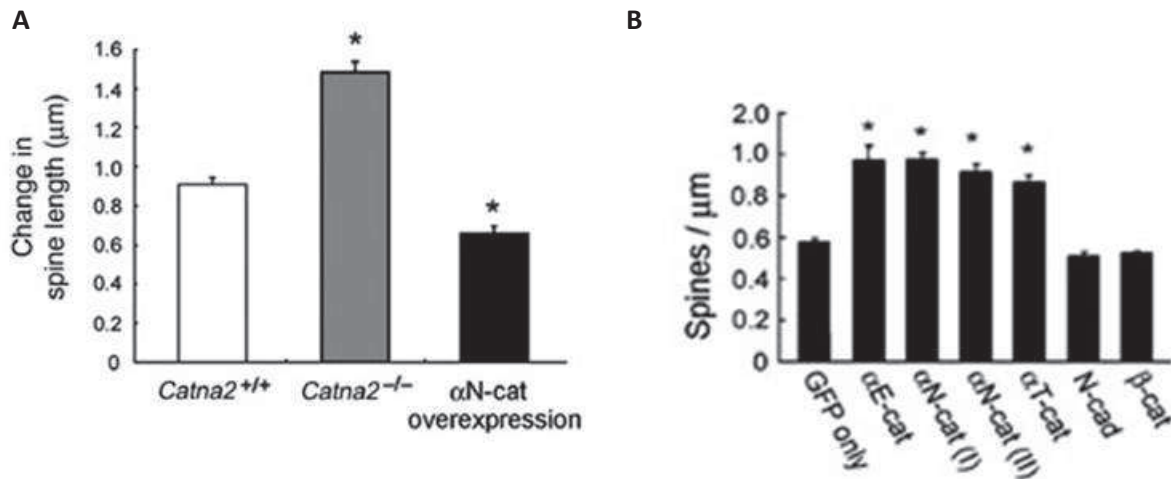 A
Change in
spine length (μm)
1.6
1.4
1.2
1.0
0.8
0.6
0.4
0.2
0
*
*
Catna2+/+
Catna2–/–
αN-cat
overexpression
B
Spines / μm
2.0
1.0
0.8
0.6
0.4
0.2
0
*
*
*
*
GFP only
αE-cat
αN-cat (I)
αN-cat (II)
αT-cat
N-cad
β-cat